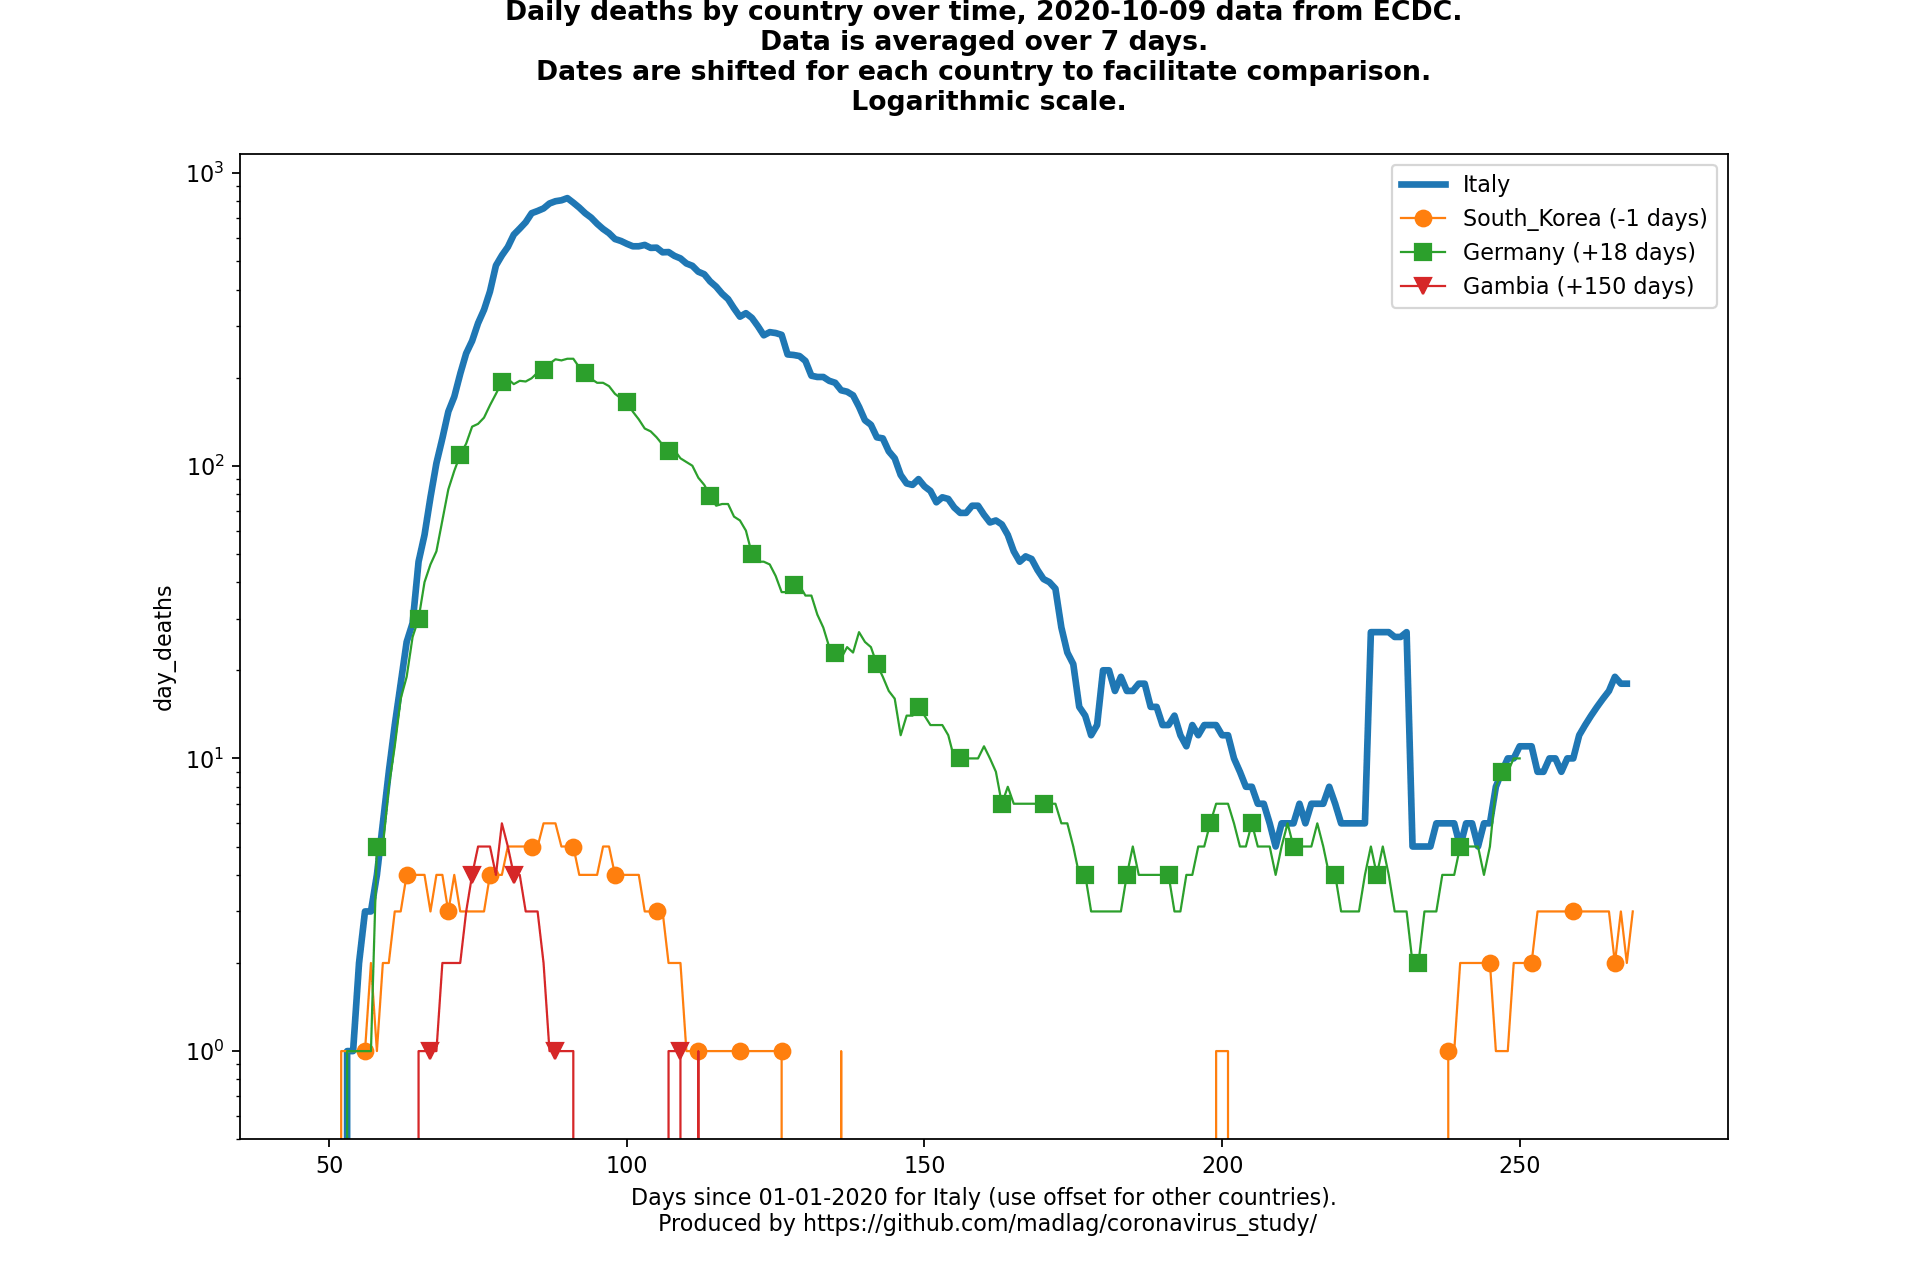 Daily deaths by country over time, 2020-10-09 data from ECDC.
Data is averaged over 7 days.
Dates are shifted for each country to facilitate comparison.
Logarithmic scale.
10³
10²
10¹
10⁰
day_deaths
Italy
South_Korea (-1 days)
Germany (+18 days)
Gambia (+150 days)
50 100 150 200 250
Days since 01-01-2020 for Italy (use offset for other countries).
Produced by https://github.com/madlag/coronavirus_study/